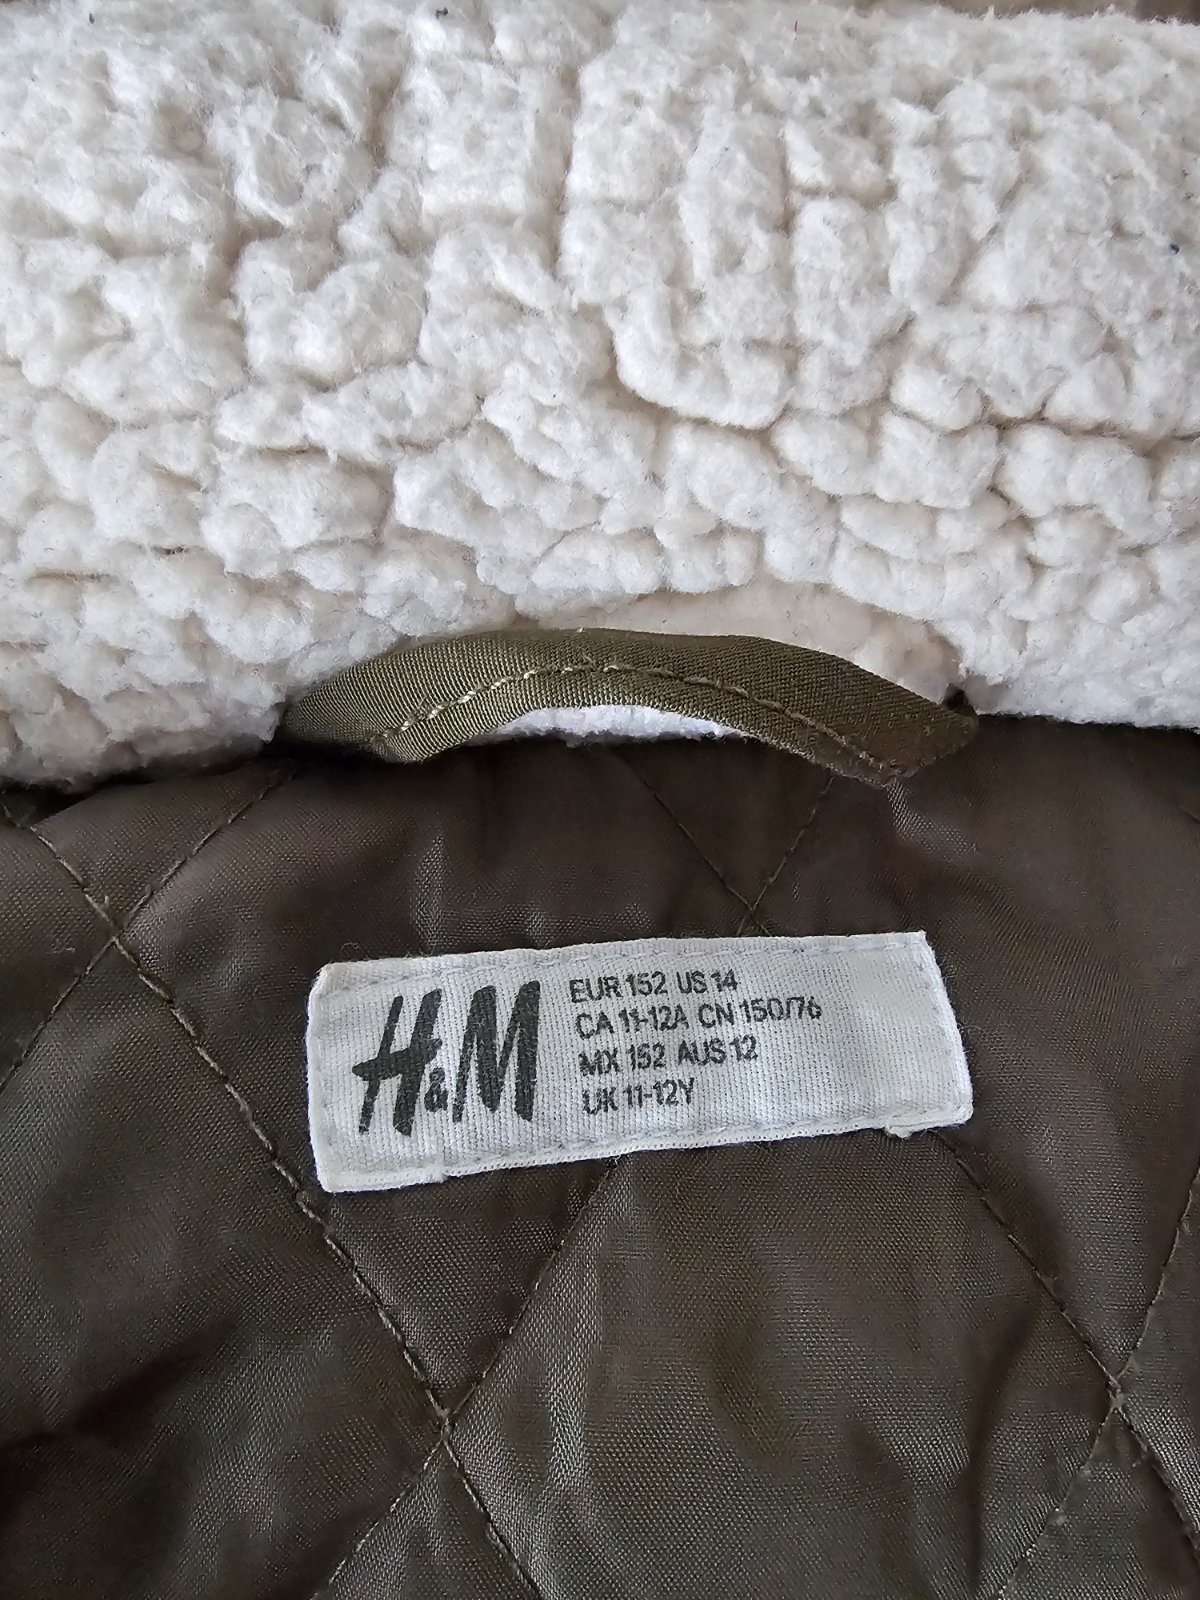 H&M
EUR 152 US 14
CA 11-12A CN 150/76
MX 152 AUS 12
UK 11-12Y